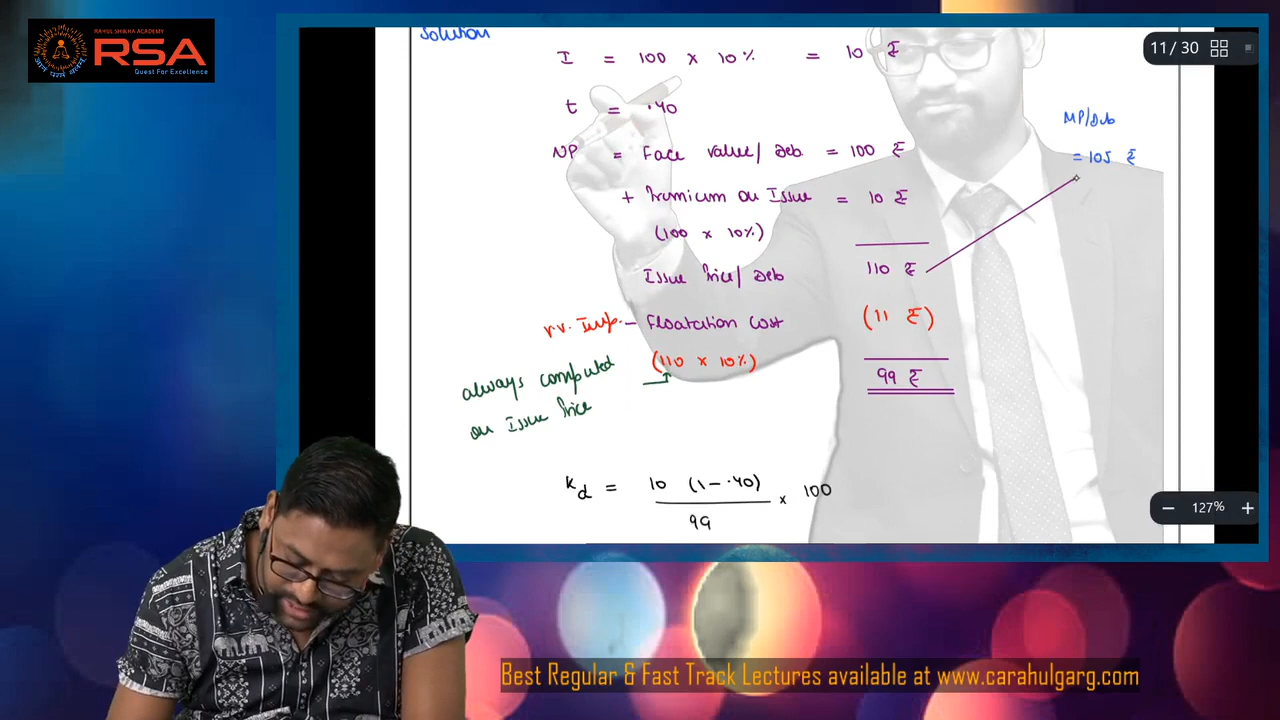 RAHUL SHIKHA ACADEMY
RSA
Quest For Excellence
11 / 30
Solution
I = 100 x 10% = 10 ₹
t = .40
MP/Deb
= 105 ₹
NP = Face value/ Deb. = 100 ₹
+ Premium on Issue = 10 ₹
(100 x 10%)
Issue Price/ Deb 110 ₹
v.v. Imp. – Floatation cost (11 ₹)
(110 x 10%)
99 ₹
always computed
on Issue Price
Kd = 10 (1-.40) x 100
99
127%
Best Regular & Fast Track Lectures available at www.carahulgarg.com